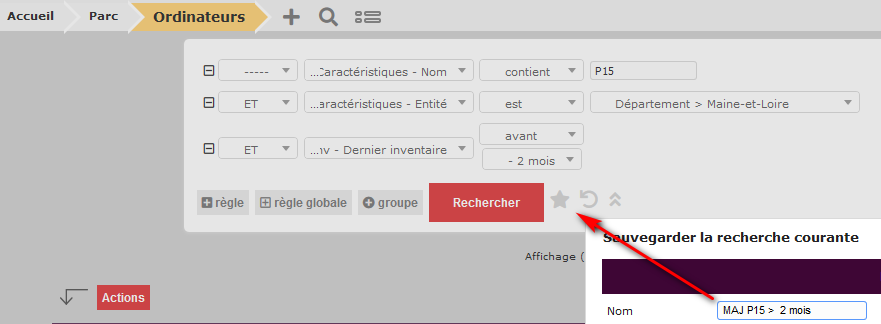 Accueil Parc Ordinateurs
----- ...Caractéristiques - Nom contient P15
ET ...aractéristiques - Entité est Département > Maine-et-Loire
ET ...nv - Dernier inventaire avant
- 2 mois
règle règle globale groupe Rechercher
Sauvegarder la recherche courante
Affichage (
Actions
Nom MAJ P15 > 2 mois